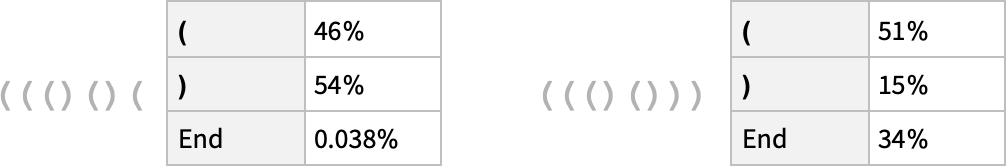 ( 46%
( ( ( ) ( ) ( ) 54%
End 0.038%
( 51%
( ( ( ) ( ) ) ) ) 15%
End 34%